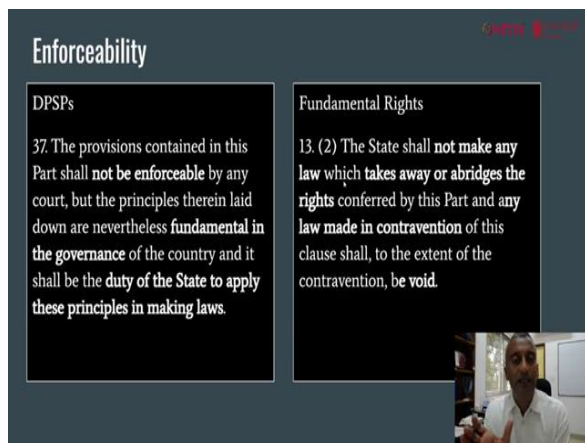 Enforceability
DPSPs
37. The provisions contained in this
Part shall not be enforceable by any
court, but the principles therein laid
down are nevertheless fundamental in
the governance of the country and it
shall be the duty of the State to apply
these principles in making laws.
Fundamental Rights
13. (2) The State shall not make any
law which takes away or abridges the
rights conferred by this Part and any
law made in contravention of this
clause shall, to the extent of the
contravention, be void.